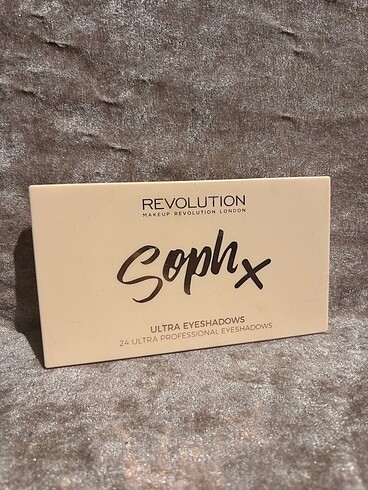 REVOLUTION
MAKEUP REVOLUTION LONDON
Soph x
ULTRA EYESHADOWS
24 ULTRA PROFESSIONAL EYESHADOWS